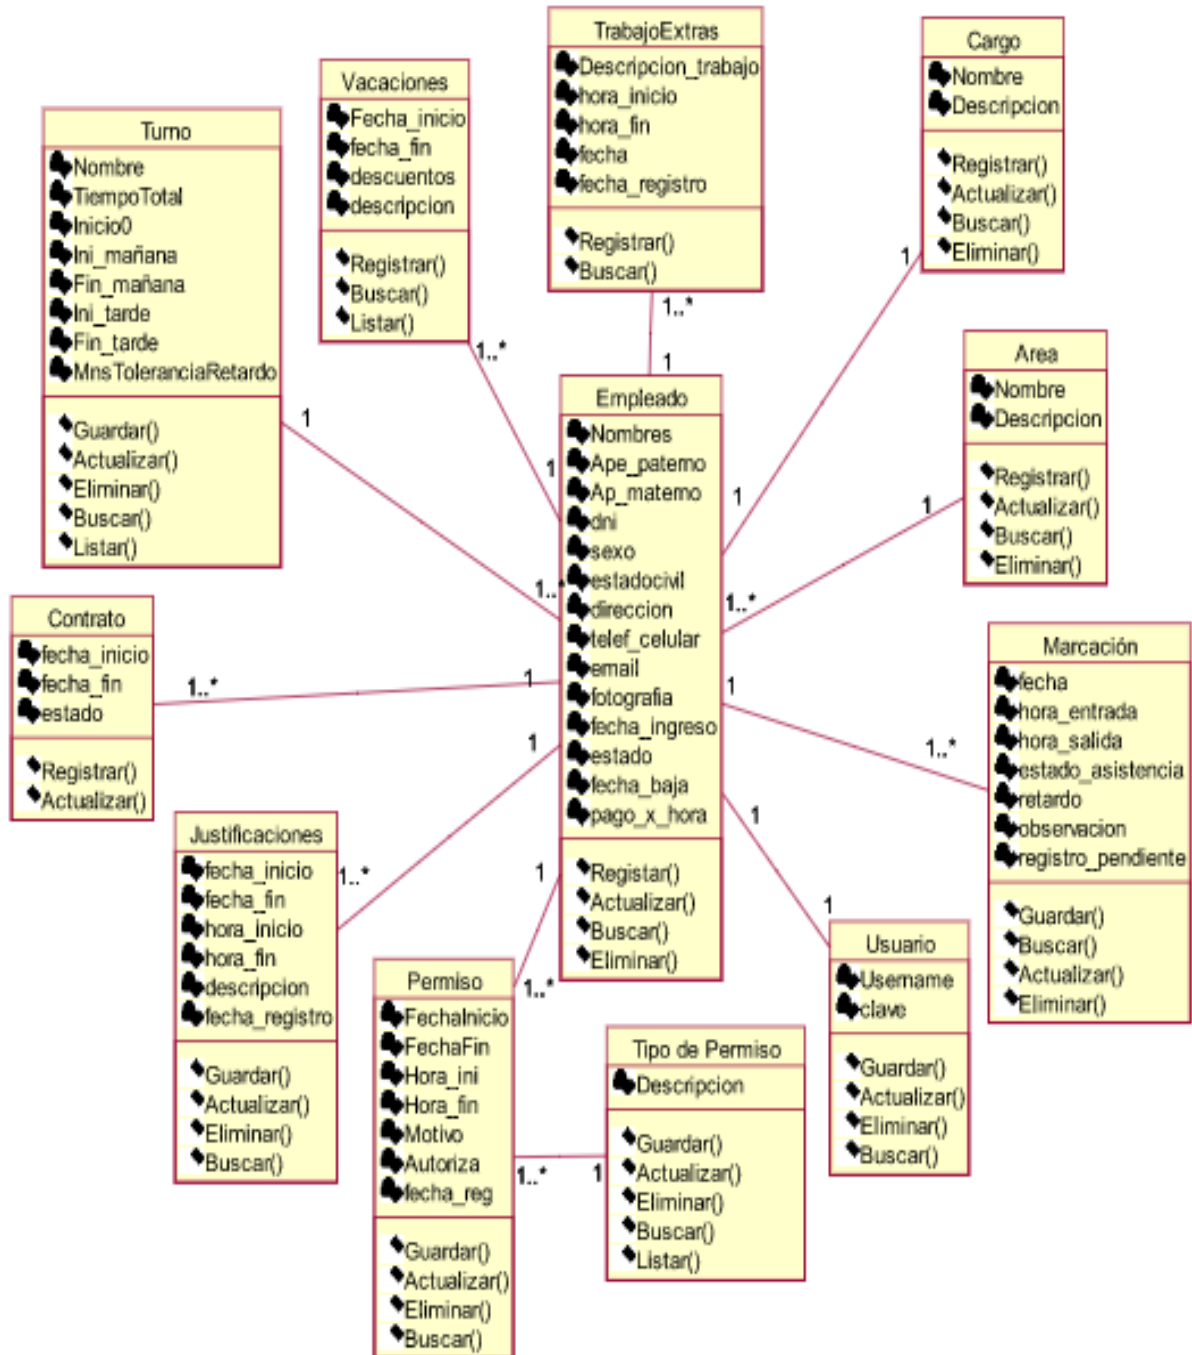 TrabajoExtras
Descripcion_trabajo
hora_inicio
hora_fin
fecha
fecha_registro
Registrar()
Buscar()
1..*
1
Cargo
Nombre
Descripcion
Registrar()
Actualizar()
Buscar()
Eliminar()
1
1
Vacaciones
Fecha_inicio
fecha_fin
descuentos
descripcion
Registrar()
Buscar()
Listar()
1..*
1
Turno
Nombre
TiempoTotal
Inicio0
Ini_mañana
Fin_mañana
Ini_tarde
Fin_tarde
MnsToleranciaRetardo
Guardar()
Actualizar()
Eliminar()
Buscar()
Listar()
1
1..*
Area
Nombre
Descripcion
Registrar()
Actualizar()
Buscar()
Eliminar()
1
1..*
Empleado
Nombres
Ape_paterno
Ap_materno
dni
sexo
estadocivil
direccion
telef_celular
email
fotografia
fecha_ingreso
estado
fecha_baja
pago_x_hora
Registar()
Actualizar()
Buscar()
Eliminar()
Contrato
fecha_inicio
fecha_fin
estado
Registrar()
Actualizar()
1..*
1
Marcación
fecha
hora_entrada
hora_salida
estado_asistencia
retardo
observacion
registro_pendiente
Guardar()
Buscar()
Actualizar()
Eliminar()
1
1..*
Justificaciones
fecha_inicio
fecha_fin
hora_inicio
hora_fin
descripcion
fecha_registro
Guardar()
Actualizar()
Eliminar()
Buscar()
1..*
1
Permiso
FechaInicio
FechaFin
Hora_ini
Hora_fin
Motivo
Autoriza
fecha_reg
Guardar()
Actualizar()
Eliminar()
Buscar()
1
1..*
1..*
1
Tipo de Permiso
Descripcion
Guardar()
Actualizar()
Eliminar()
Buscar()
Listar()
Usuario
Username
clave
Guardar()
Actualizar()
Eliminar()
Buscar()
1
1